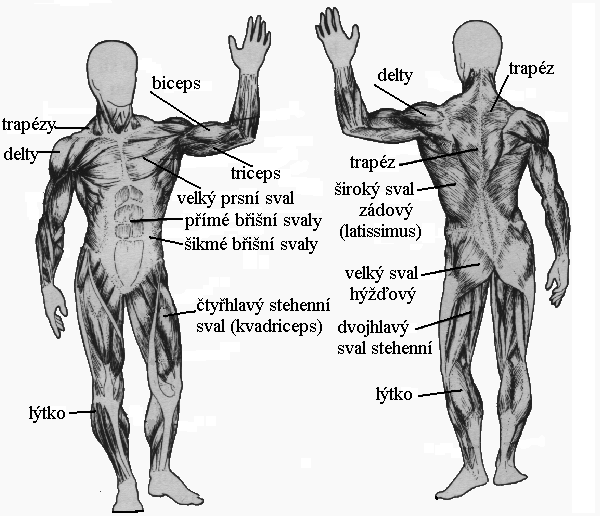 biceps
trapézy
delty
triceps
velký prsní sval
přímé břišní svaly
šikmé břišní svaly
čtyřhlavý stehenní
sval (kvadriceps)
lýtko
delty
trapéz
trapéz
široký sval
zádový
(latissimus)
velký sval
hýžďový
dvojhlavý
sval stehenní
lýtko